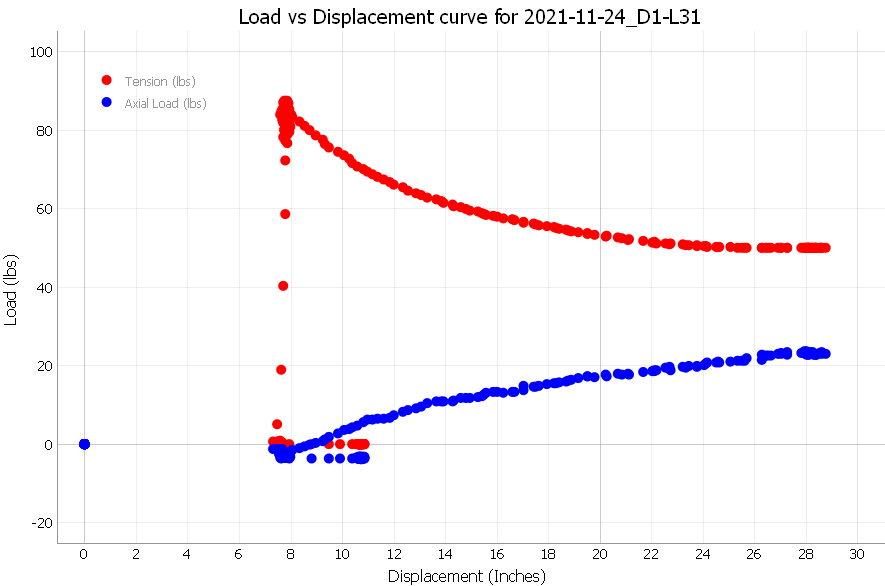 Load vs Displacement curve for 2021-11-24_D1-L31
Tension (lbs)
Axial Load (lbs)
Load (lbs)
100
80
60
40
20
0
-20
0 2 4 6 8 10 12 14 16 18 20 22 24 26 28 30
Displacement (Inches)